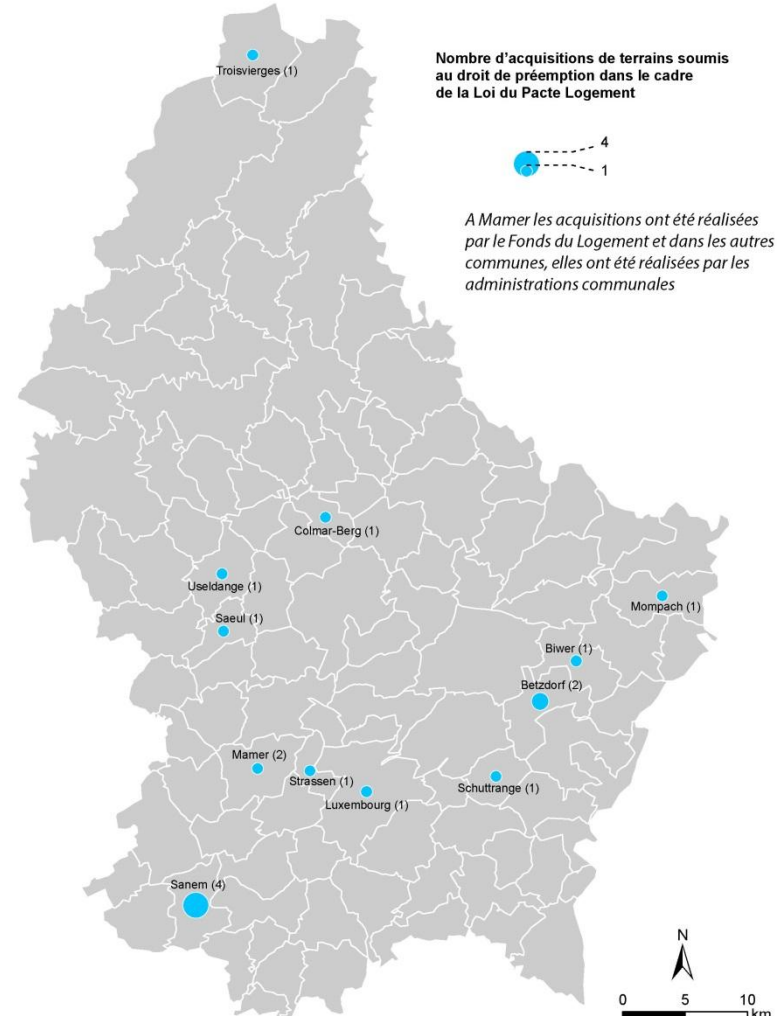 Troisvierges (1)
Nombre d'acquisitions de terrains soumis
au droit de préemption dans le cadre
de la Loi du Pacte Logement
4
1
A Mamer les acquisitions ont été réalisées
par le Fonds du Logement et dans les autres
communes, elles ont été réalisées par les
administrations communales
Colmar-Berg (1)
Useldange (1)
Saeul (1)
Mompach (1)
Biwer (1)
Betzdorf (2)
Mamer (2)
Strassen (1)
Luxembourg (1)
Schuttrange (1)
Sanem (4)
N
0 5 10
km